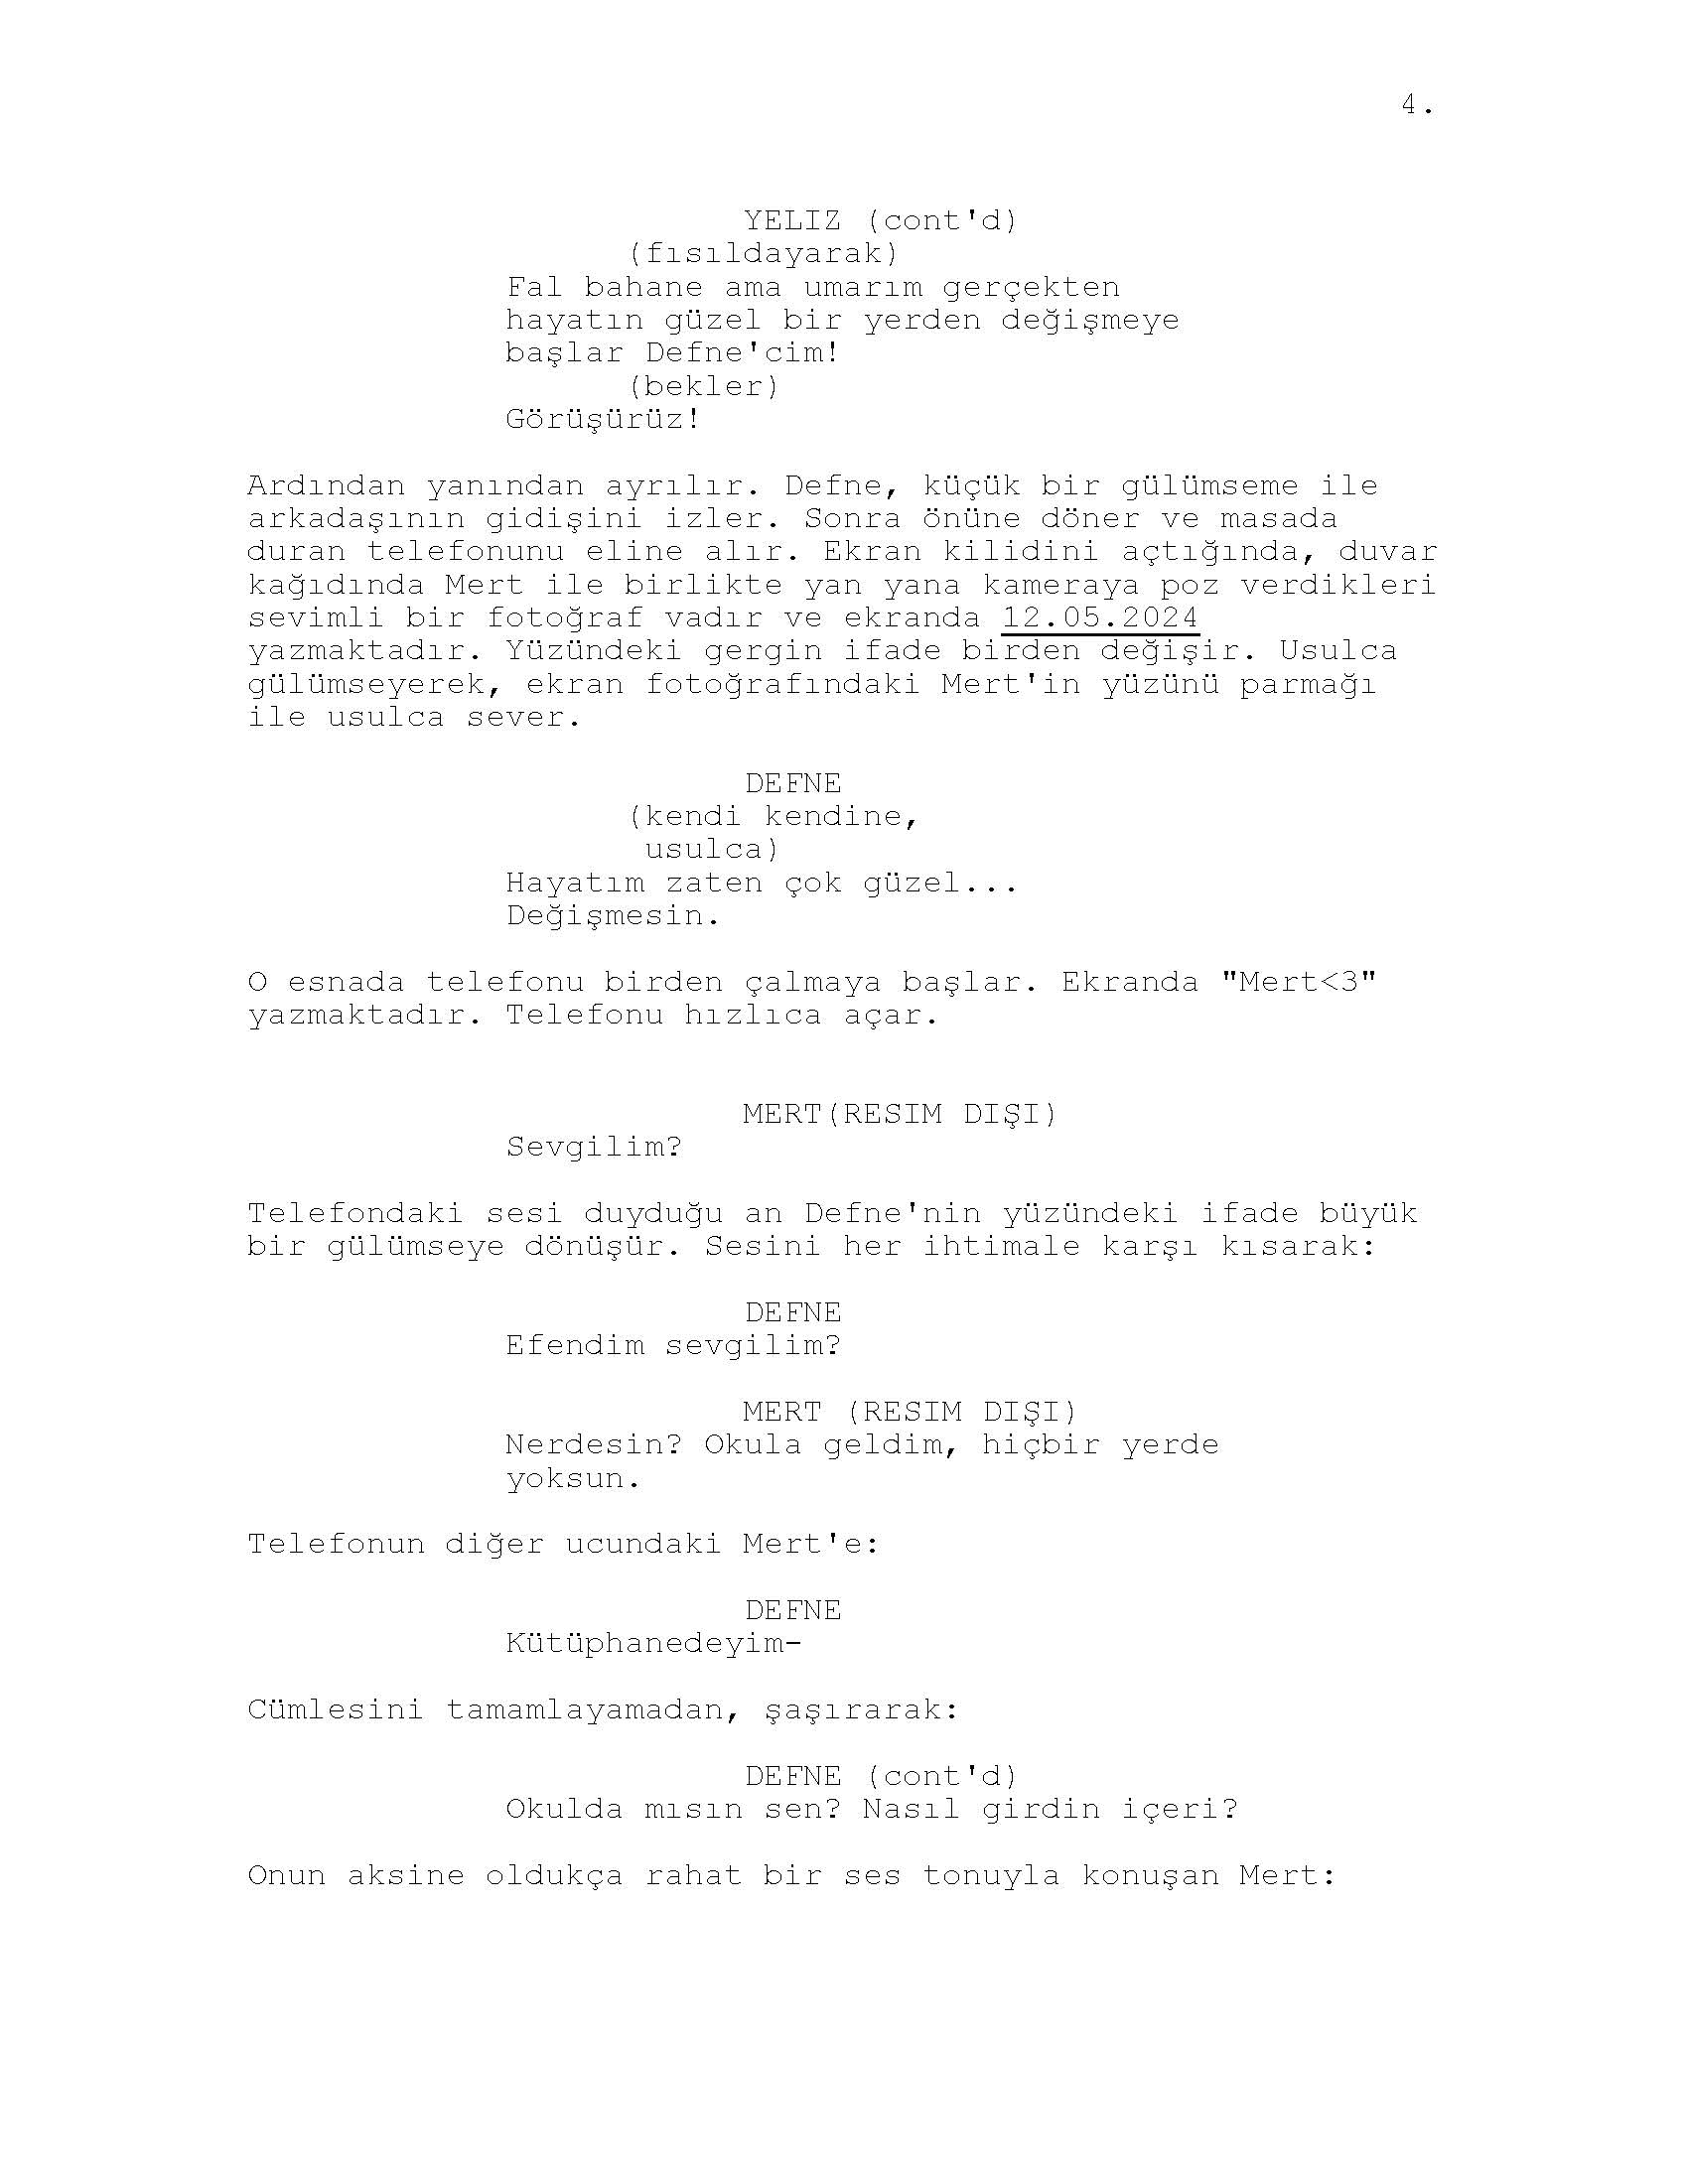 4.
YELIZ (cont'd)
(fısıldayarak)
Fal bahane ama umarım gerçekten
hayatın güzel bir yerden değişmeye
başlar Defne'cim!
(bekler)
Görüşürüz!
Ardından yanından ayrılır. Defne, küçük bir gülümseme ile
arkadaşının gidişini izler. Sonra önüne döner ve masada
duran telefonunu eline alır. Ekran kilidini açtığında, duvar
kağıdında Mert ile birlikte yan yana kameraya poz verdikleri
sevimli bir fotoğraf vadır ve ekranda 12.05.2024
yazmaktadır. Yüzündeki gergin ifade birden değişir. Usulca
gülümseyerek, ekran fotoğrafındaki Mert'in yüzünü parmağı
ile usulca sever.
DEFNE
(kendi kendine,
usulca)
Hayatım zaten çok güzel...
Değişmesin.
O esnada telefonu birden çalmaya başlar. Ekranda "Mert<3"
yazmaktadır. Telefonu hızlıca açar.
MERT(RESIM DIŞI)
Sevgilim?
Telefondaki sesi duyduğu an Defne'nin yüzündeki ifade büyük
bir gülümseye dönüşür. Sesini her ihtimale karşı kısarak:
DEFNE
Efendim sevgilim?
MERT (RESIM DIŞI)
Nerdesin? Okula geldim, hiçbir yerde
yoksun.
Telefonun diğer ucundaki Mert'e:
DEFNE
Kütüphanedeyim-
Cümlesini tamamlayamadan, şaşırarak:
DEFNE (cont'd)
Okulda mısın sen? Nasıl girdin içeri?
Onun aksine oldukça rahat bir ses tonuyla konuşan Mert: